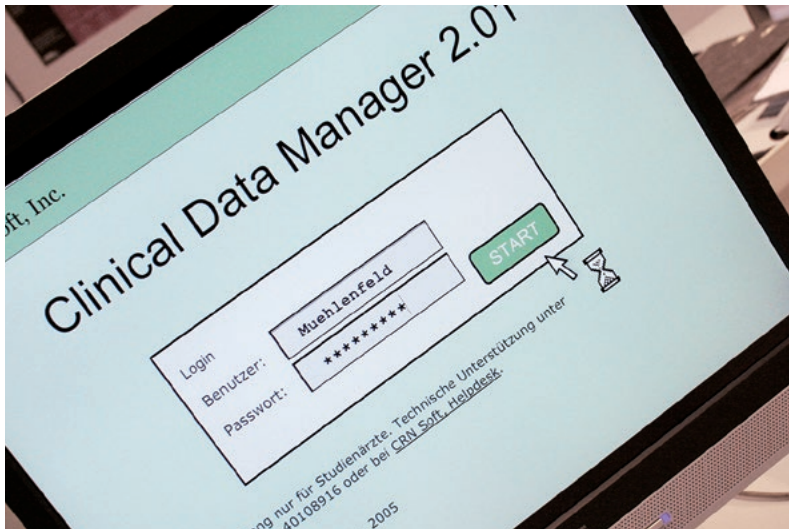 oft, Inc.
Clinical Data Manager 2.01
Login
Benutzer: Muehlenfeld
Passwort: *********
START
ng nur für Studienärzte. Technische Unterstützung unter
40108916 oder bei CRN Soft, Helpdesk.
2005